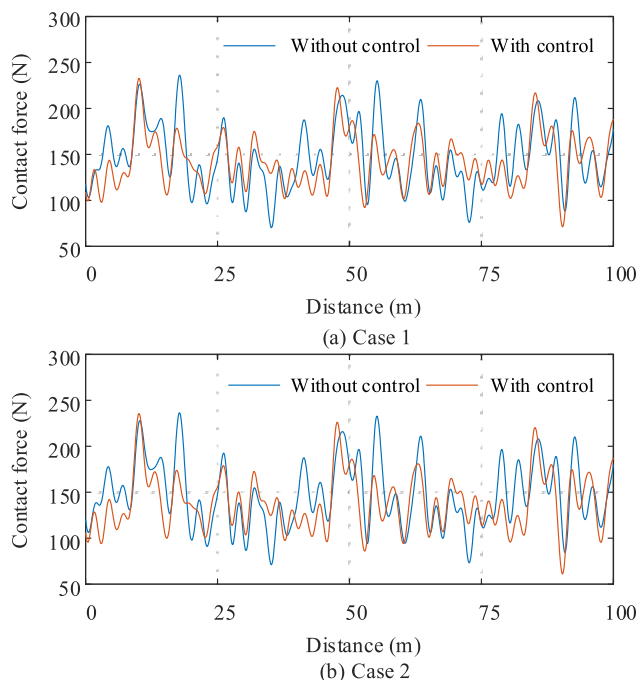 300
250
200
150
100
50
Contact force (N)
Without control
With control
0
25
50
75
100
Distance (m)
(a) Case 1
300
250
200
150
100
50
Contact force (N)
Without control
With control
0
25
50
75
100
Distance (m)
(b) Case 2